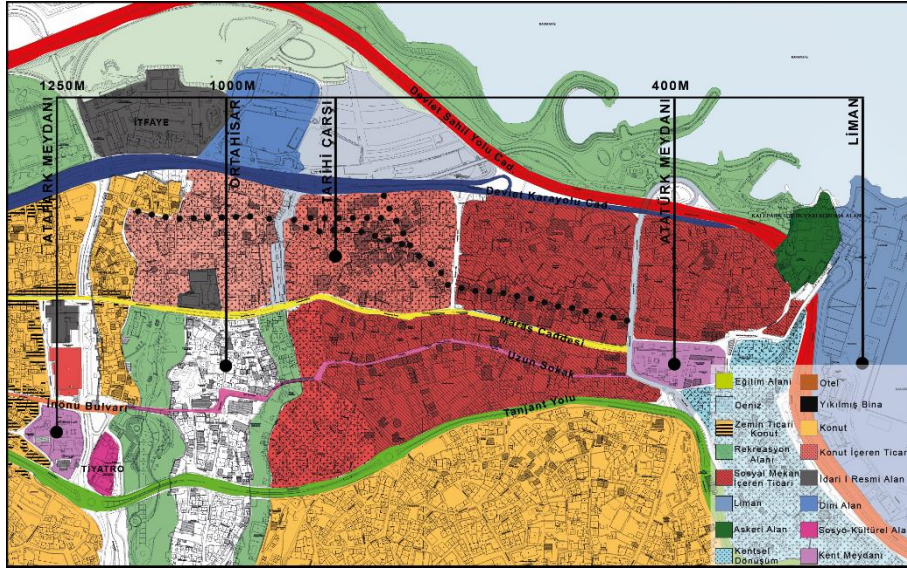 1250M
1000M
400M
ATAPARK MEYDANI
ORTAHİSAR
TARİHİ ÇARŞI
ATATÜRK MEYDANI
LİMAN
İTFAYE
Devlet Sahil Yolu Cad
Devlet Karayolu Cad
Maraş Caddesi
Uzun Sokak
İnönü Bulvarı
Tanjant Yolu
TİYATRO
Eğitim Alanı
Otel
Deniz
Yıkılmış Bina
Zemin Ticari
Konut
Konut
Rekreasyon
Alanı
Konut İçeren Ticari
Sosyal Mekan
İçeren Ticari
İdari I Resmi Alan
Liman
Dini Alan
Askeri Alan
Sosyo-Kültürel Ala
Kentsel
Dönüşüm
Kent Meydanı